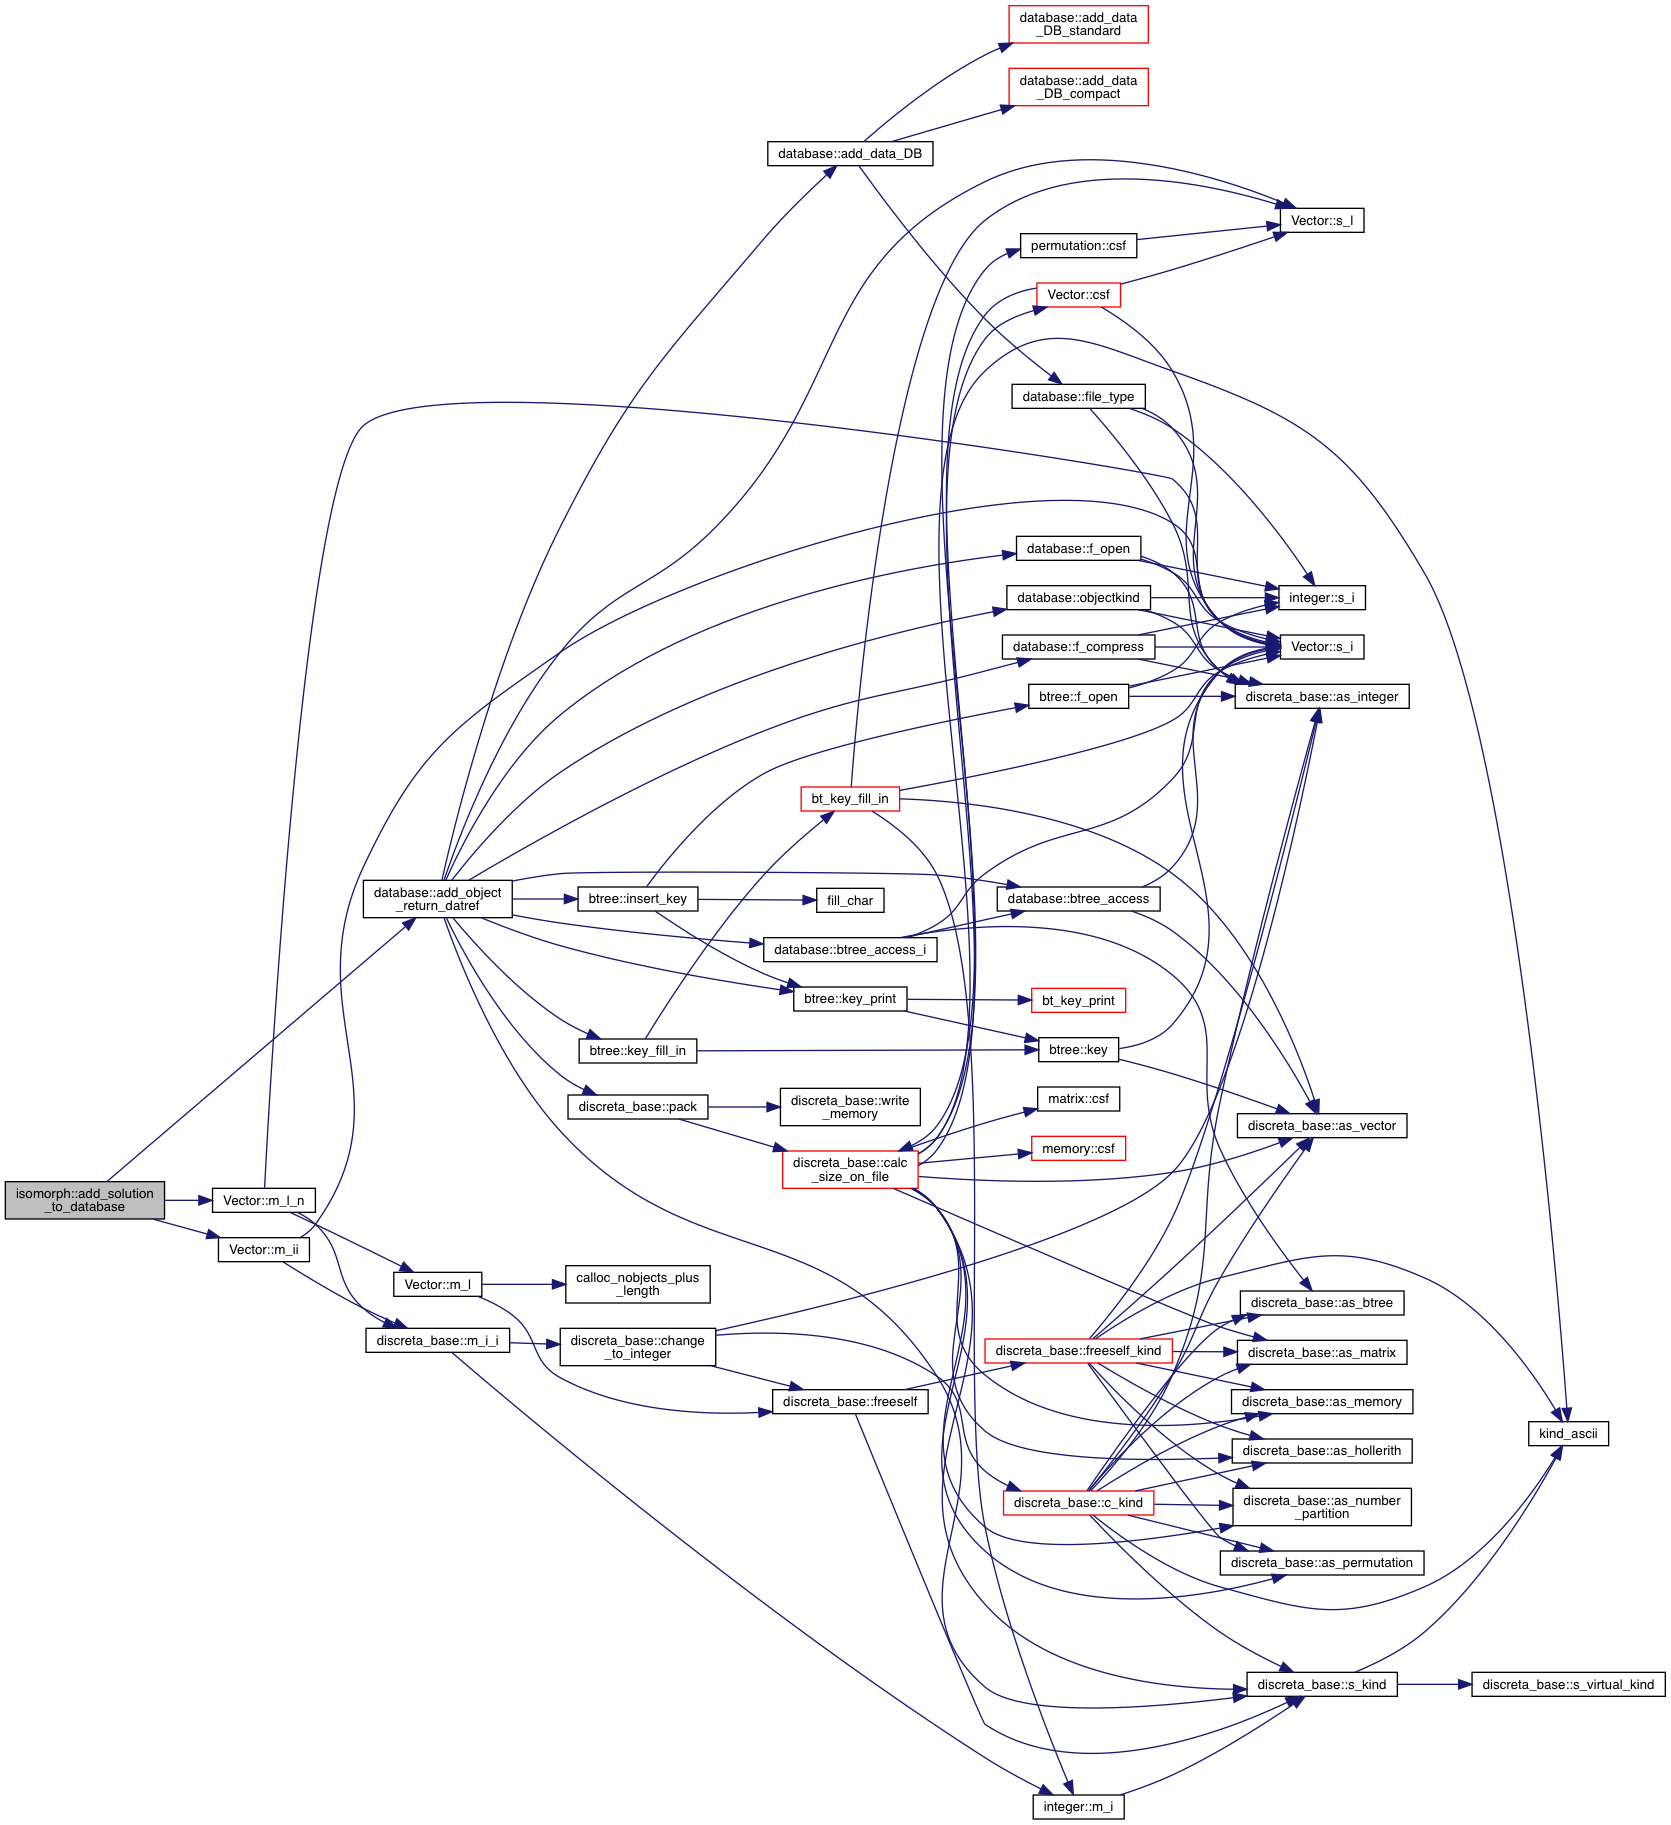 database::add_data
_DB_standard
database::add_data
_DB_compact
database::add_data_DB
Vector::s_l
permutation::csf
Vector::csf
database::file_type
database::f_open
database::objectkind
integer::s_i
database::f_compress
Vector::s_i
btree::f_open
discreta_base::as_integer
bt_key_fill_in
database::add_object
_return_datref
btree::insert_key
fill_char
database::btree_access
database::btree_access_i
btree::key_print
bt_key_print
btree::key_fill_in
btree::key
discreta_base::pack
discreta_base::write
_memory
matrix::csf
discreta_base::as_vector
memory::csf
discreta_base::calc
_size_on_file
isomorph::add_solution
_to_database
Vector::m_l_n
Vector::m_ii
Vector::m_l
calloc_nobjects_plus
_length
discreta_base::as_btree
discreta_base::m_i_i
discreta_base::change
_to_integer
discreta_base::freeself_kind
discreta_base::as_matrix
discreta_base::freeself
discreta_base::as_memory
kind_ascii
discreta_base::as_hollerith
discreta_base::c_kind
discreta_base::as_number
_partition
discreta_base::as_permutation
discreta_base::s_kind
discreta_base::s_virtual_kind
integer::m_i